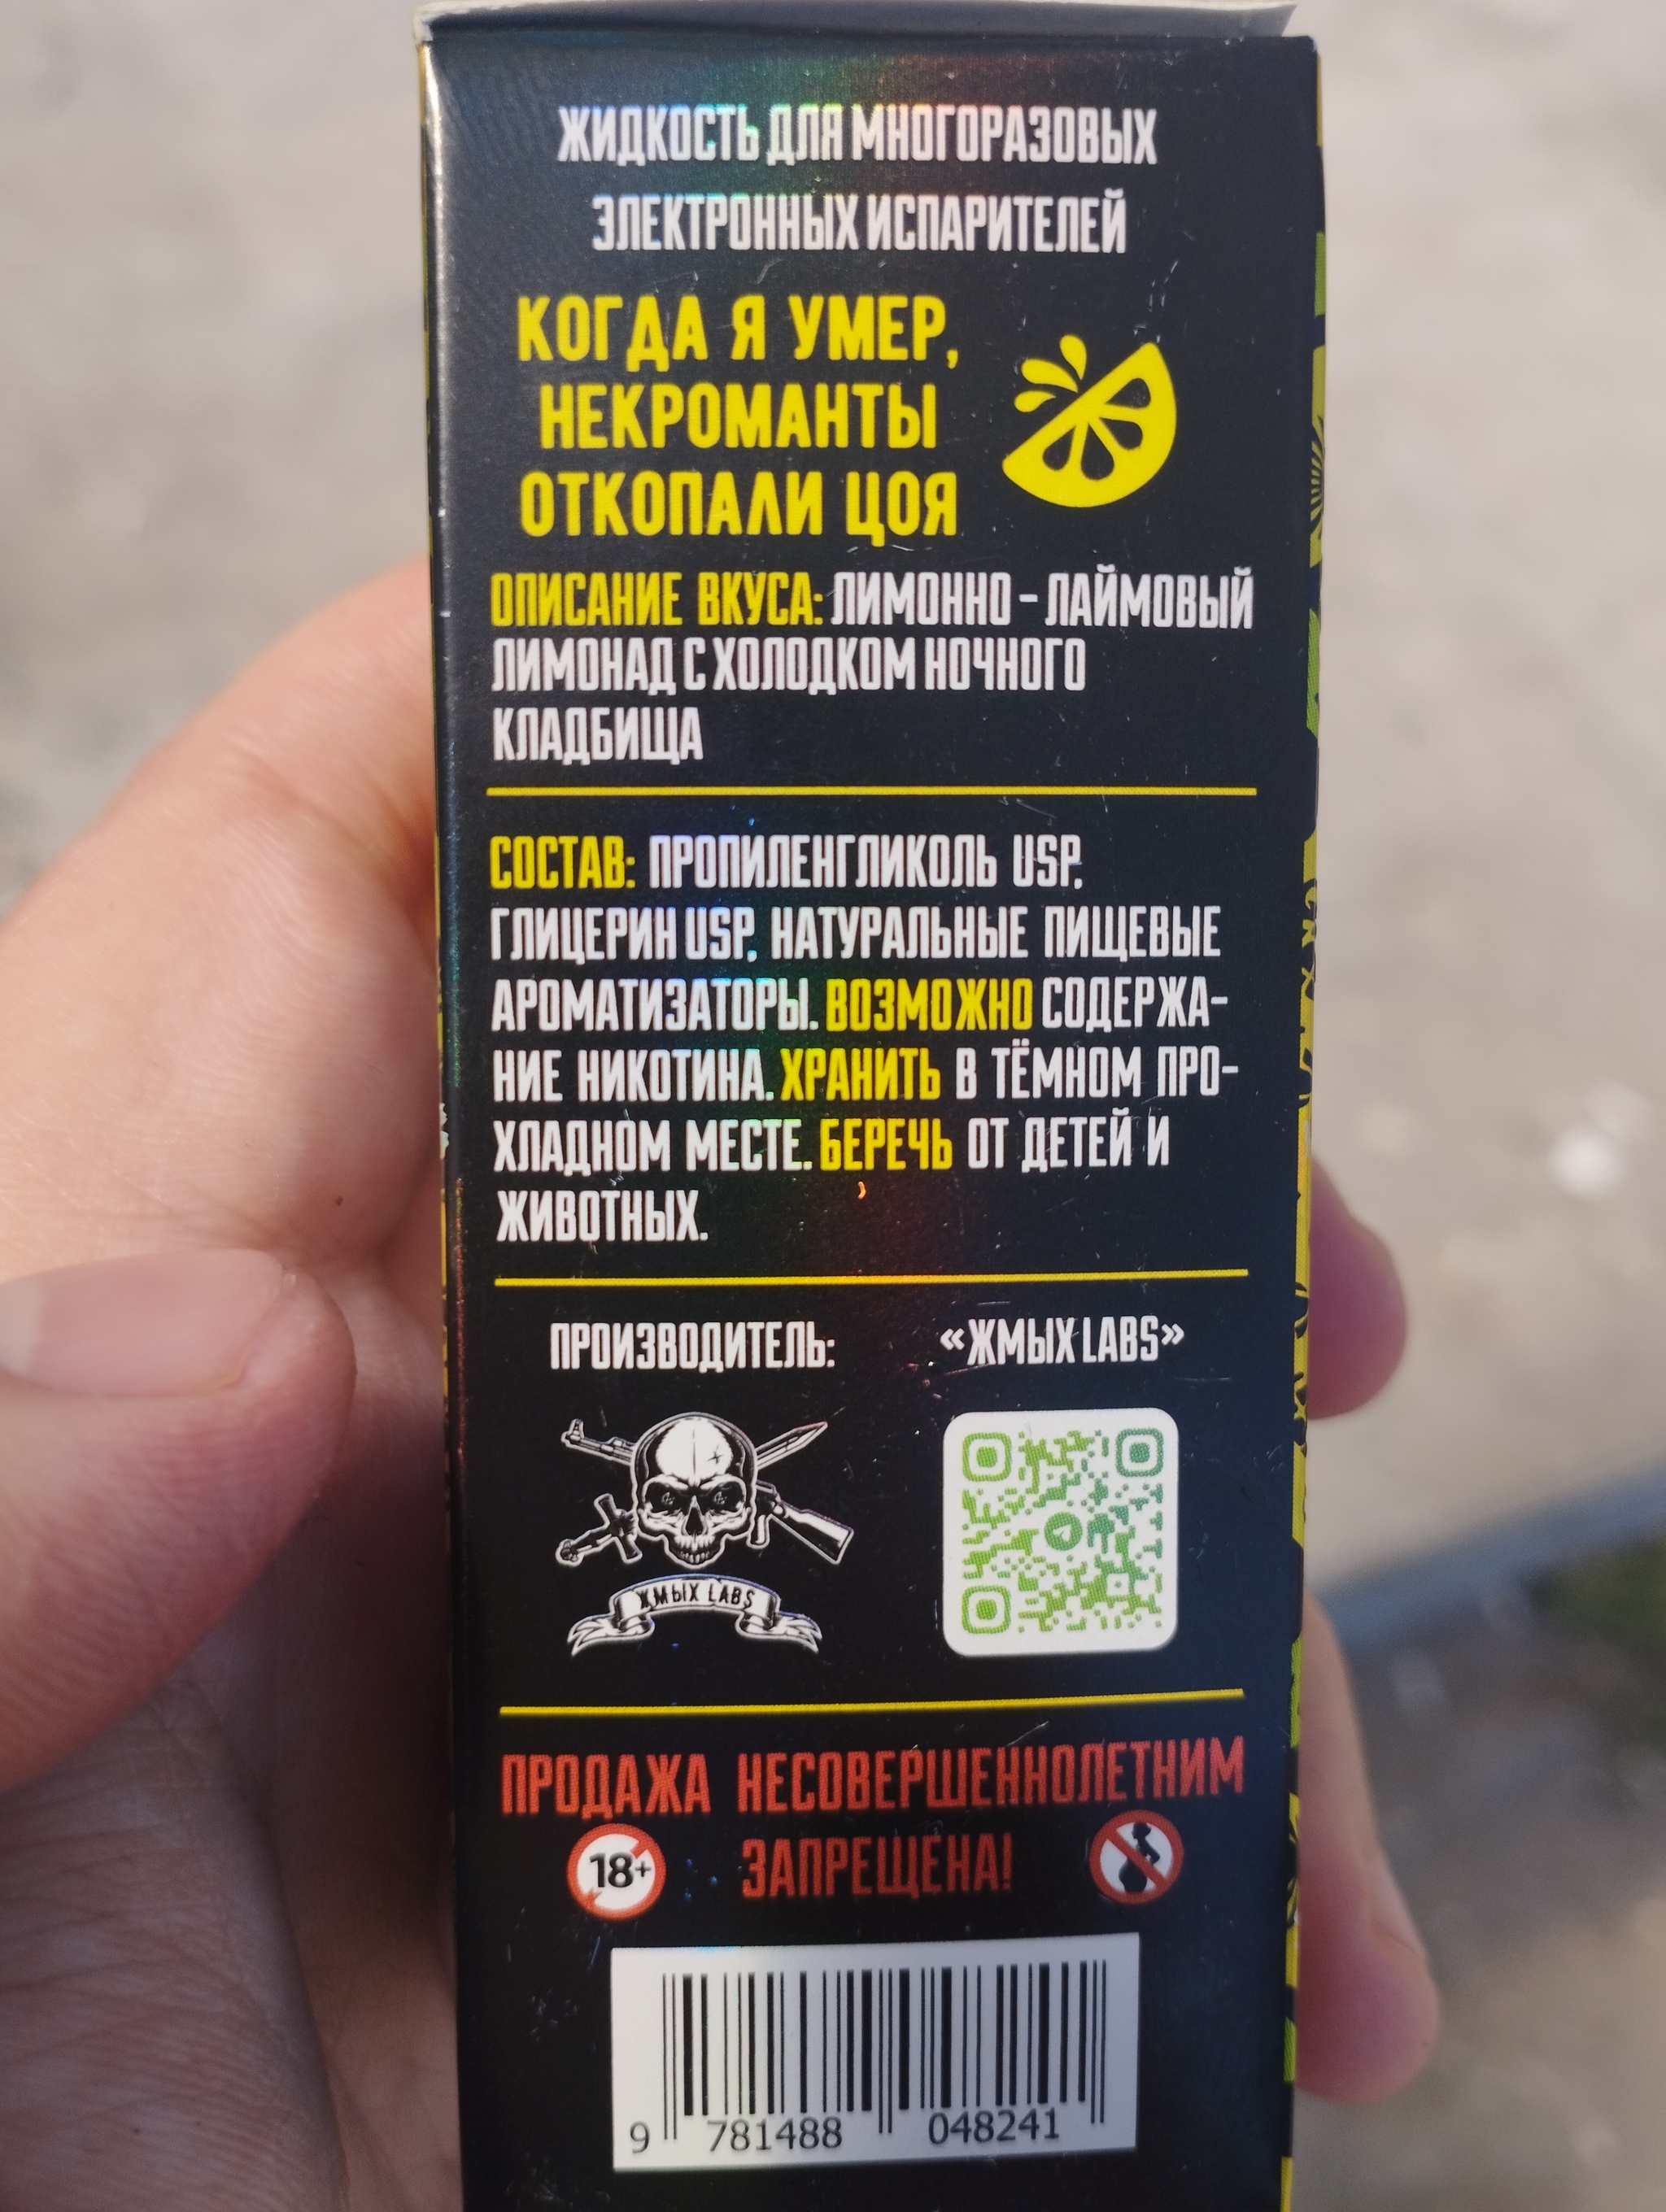 ЖИДКОСТЬ ДЛЯ МНОГОРАЗОВЫХ
ЭЛЕКТРОННЫХ ИСПАРИТЕЛЕЙ
КОГДА Я УМЕР,
НЕКРОМАНТЫ
ОТКОПАЛИ ЦОЯ
ОПИСАНИЕ ВКУСА: ЛИМОННО - ЛАЙМОВЫЙ
ЛИМОНАД С ХОЛОДКОМ НОЧНОГО
КЛАДБИЩА
СОСТАВ: ПРОПИЛЕНГЛИКОЛЬ USP,
ГЛИЦЕРИН USP, НАТУРАЛЬНЫЕ ПИЩЕВЫЕ
АРОМАТИЗАТОРЫ. ВОЗМОЖНО СОДЕРЖА-
НИЕ НИКОТИНА. ХРАНИТЬ В ТЁМНОМ ПРО-
ХЛАДНОМ МЕСТЕ. БЕРЕЧЬ ОТ ДЕТЕЙ И
ЖИВОТНЫХ.
ПРОИЗВОДИТЕЛЬ: «ЖМЫХ LABS»
ЖМЫХ LABS
ПРОДАЖА НЕСОВЕРШЕННОЛЕТНИМ
18+ ЗАПРЕЩЕНА!
9 781488 048241